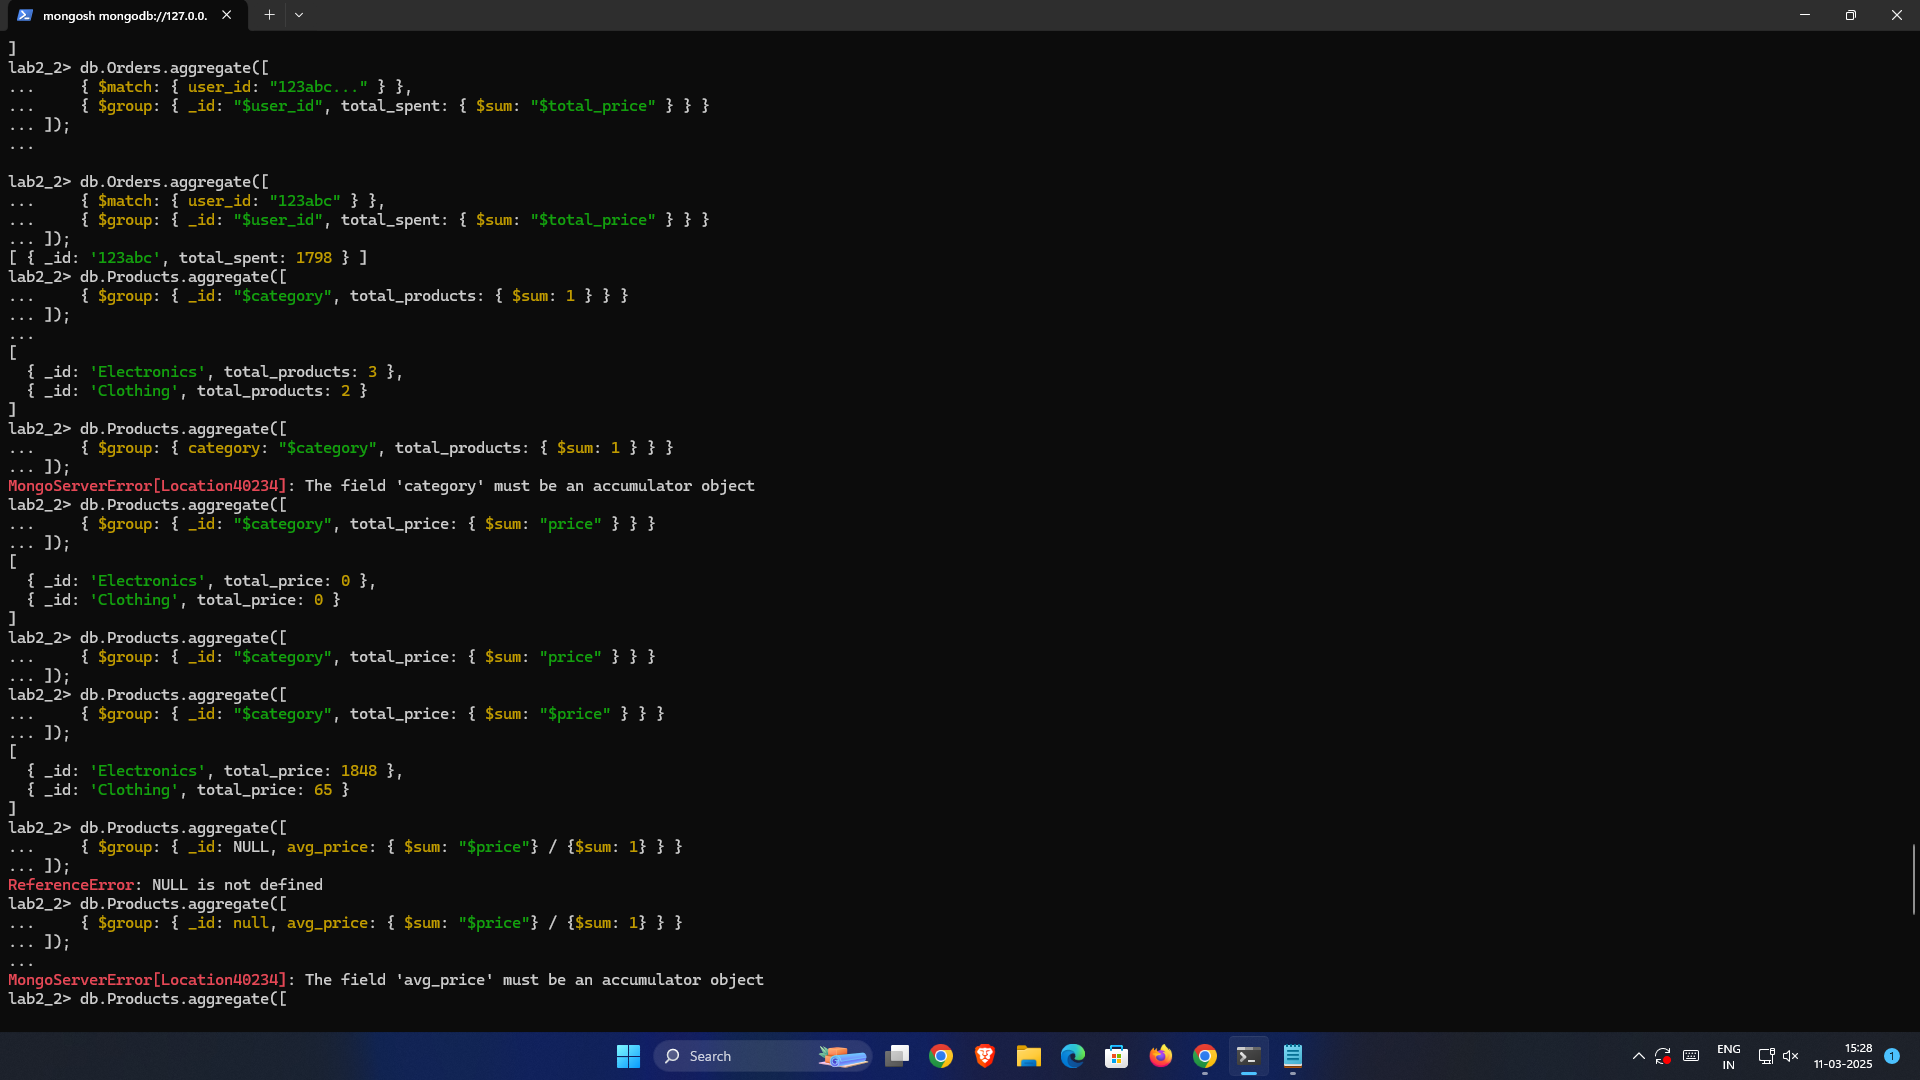 mongosh mongodb://127.0.0.
]
lab2_2> db.Orders.aggregate([
...     { $match: { user_id: "123abc..." } },
...     { $group: { _id: "$user_id", total_spent: { $sum: "$total_price" } } }
... ]);
...
lab2_2> db.Orders.aggregate([
...     { $match: { user_id: "123abc" } },
...     { $group: { _id: "$user_id", total_spent: { $sum: "$total_price" } } }
... ]);
[ { _id: '123abc', total_spent: 1798 } ]
lab2_2> db.Products.aggregate([
...     { $group: { _id: "$category", total_products: { $sum: 1 } } }
... ]);
...
[
  { _id: 'Electronics', total_products: 3 },
  { _id: 'Clothing', total_products: 2 }
]
lab2_2> db.Products.aggregate([
...     { $group: { category: "$category", total_products: { $sum: 1 } } }
... ]);
MongoServerError[Location40234]: The field 'category' must be an accumulator object
lab2_2> db.Products.aggregate([
...     { $group: { _id: "$category", total_price: { $sum: "price" } } }
... ]);
[
  { _id: 'Electronics', total_price: 0 },
  { _id: 'Clothing', total_price: 0 }
]
lab2_2> db.Products.aggregate([
...     { $group: { _id: "$category", total_price: { $sum: "price" } } }
... ]);
lab2_2> db.Products.aggregate([
...     { $group: { _id: "$category", total_price: { $sum: "$price" } } }
... ]);
[
  { _id: 'Electronics', total_price: 1848 },
  { _id: 'Clothing', total_price: 65 }
]
lab2_2> db.Products.aggregate([
...     { $group: { _id: NULL, avg_price: { $sum: "$price"} / {$sum: 1} } }
... ]);
ReferenceError: NULL is not defined
lab2_2> db.Products.aggregate([
...     { $group: { _id: null, avg_price: { $sum: "$price"} / {$sum: 1} } }
... ]);
...
MongoServerError[Location40234]: The field 'avg_price' must be an accumulator object
lab2_2> db.Products.aggregate([
Search
ENG
IN
15:28
11-03-2025
1